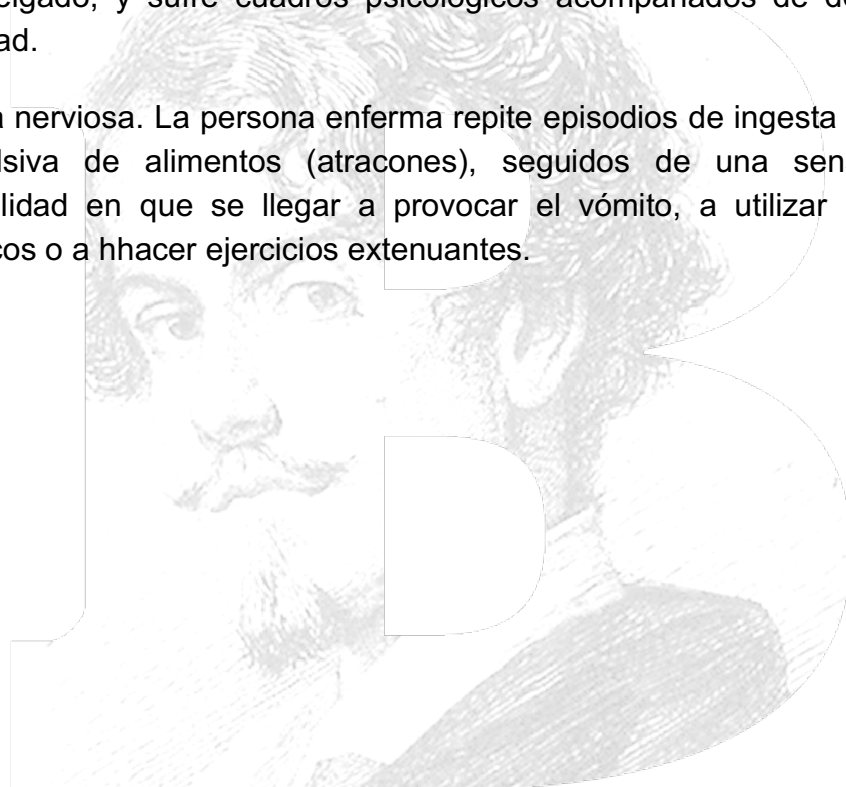 elgado, y sufre cuadros psicológicos acompañados de de
ad.
a nerviosa. La persona enferma repite episodios de ingesta
lsiva de alimentos (atracones), seguidos de una sen
lidad en que se llegar a provocar el vómito, a utilizar
cos o a hhacer ejercicios extenuantes.